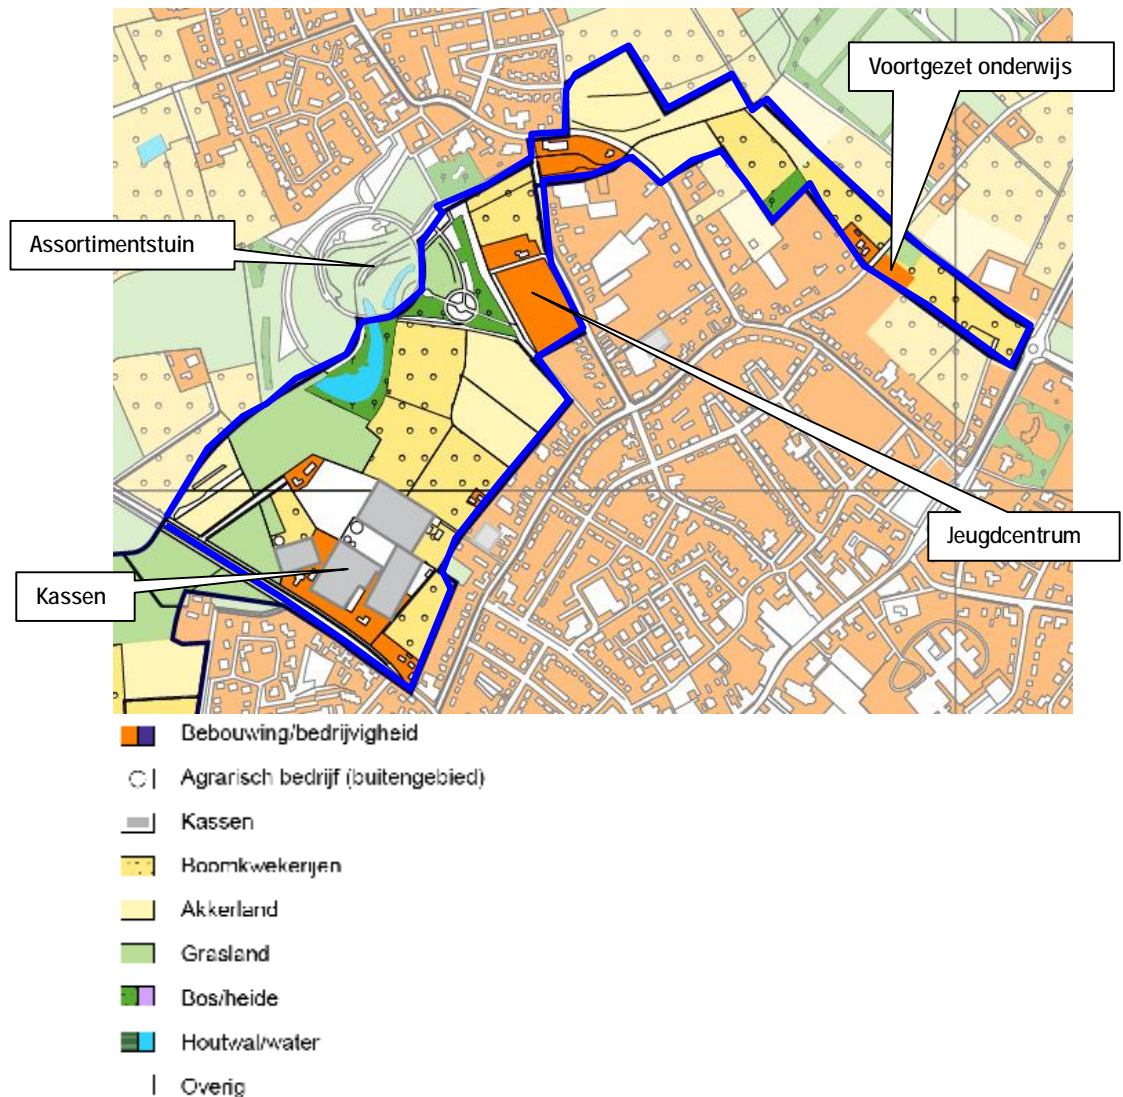 Voortgezet onderwijs
Assortimentstuin
Jeugdcentrum
Kassen
Bebouwing/bedrijvigheid
Agrarisch bedrijf (buitengebied)
Kassen
Boomkwekerijen
Akkerland
Grasland
Bos/heide
Houtwal/water
Overig